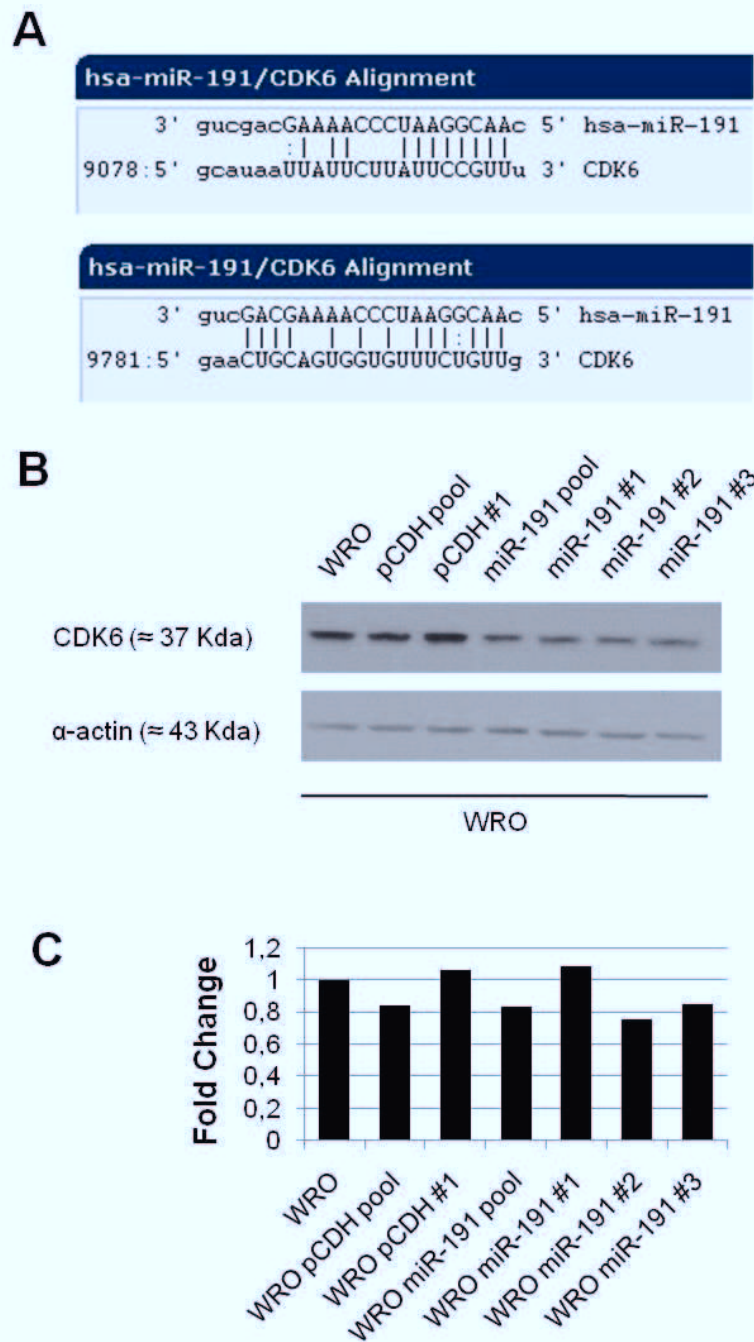 A
hsa-miR-191/CDK6 Alignment
3' gucgacGAAAACCCUAAGGCAAc 5' hsa-miR-191
:| || ||||||||
9078:5' gcauaaUUAUUCUUAUUCCGUUu 3' CDK6
hsa-miR-191/CDK6 Alignment
3' gucGACGAAAACCCUAAGGCAAc 5' hsa-miR-191
|||| | | | |||:|||
9781:5' gaaCUGCAGUGGUGUUUCUGUUg 3' CDK6
B
WRO
pCDH pool
pCDH #1
miR-191 pool
miR-191 #1
miR-191 #2
miR-191 #3
CDK6 (≈ 37 Kda)
α-actin (≈ 43 Kda)
WRO
C
Fold Change
1,2
1
0,8
0,6
0,4
0,2
0
WRO
WRO pCDH pool
WRO pCDH #1
WRO miR-191 pool
WRO miR-191 #1
WRO miR-191 #2
WRO miR-191 #3